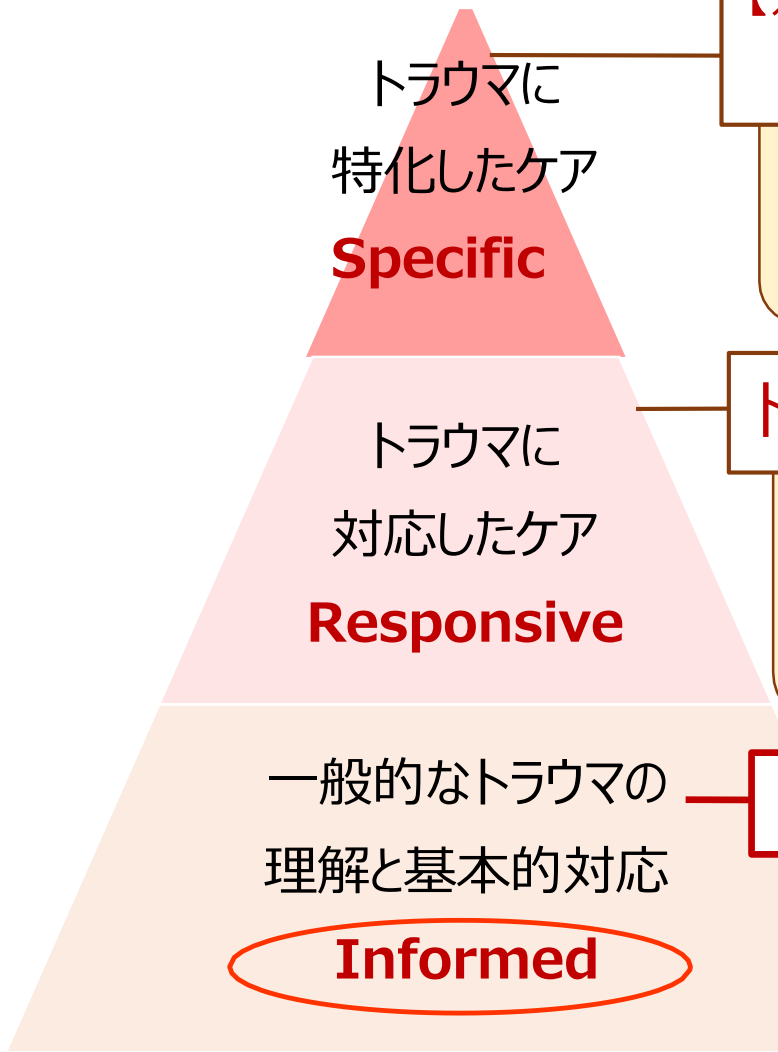 トラウマに
特化したケア
Specific
トラウマに
対応したケア
Responsive
一般的なトラウマの
理解と基本的対応
Informed